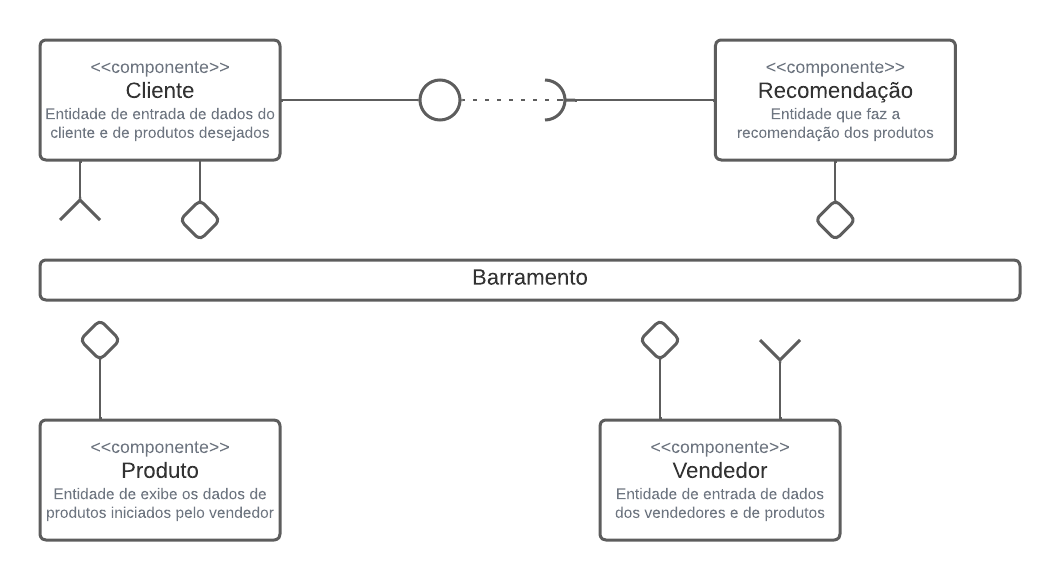 <<componente>>
Cliente
Entidade de entrada de dados do
cliente e de produtos desejados
<<componente>>
Recomendação
Entidade que faz a
recomendação dos produtos
Barramento
<<componente>>
Produto
Entidade de exibe os dados de
produtos iniciados pelo vendedor
<<componente>>
Vendedor
Entidade de entrada de dados
dos vendedores e de produtos